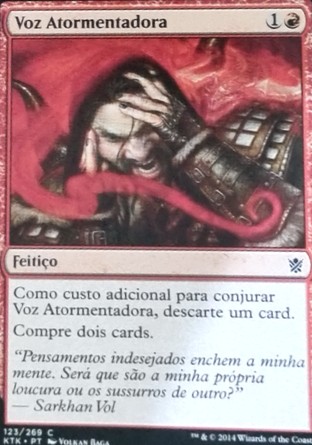 Voz Atormentadora 1
Feitiço
Como custo adicional para conjurar
Voz Atormentadora, descarte um card.
Compre dois cards.
"Pensamentos indesejados enchem a minha
mente. Será que são a minha própria
loucura ou os sussurros de outro?"
— Sarkhan Vol
123/269 C
KTK • PT Volkan Baga
™ & © 2014 Wizards of the Coas